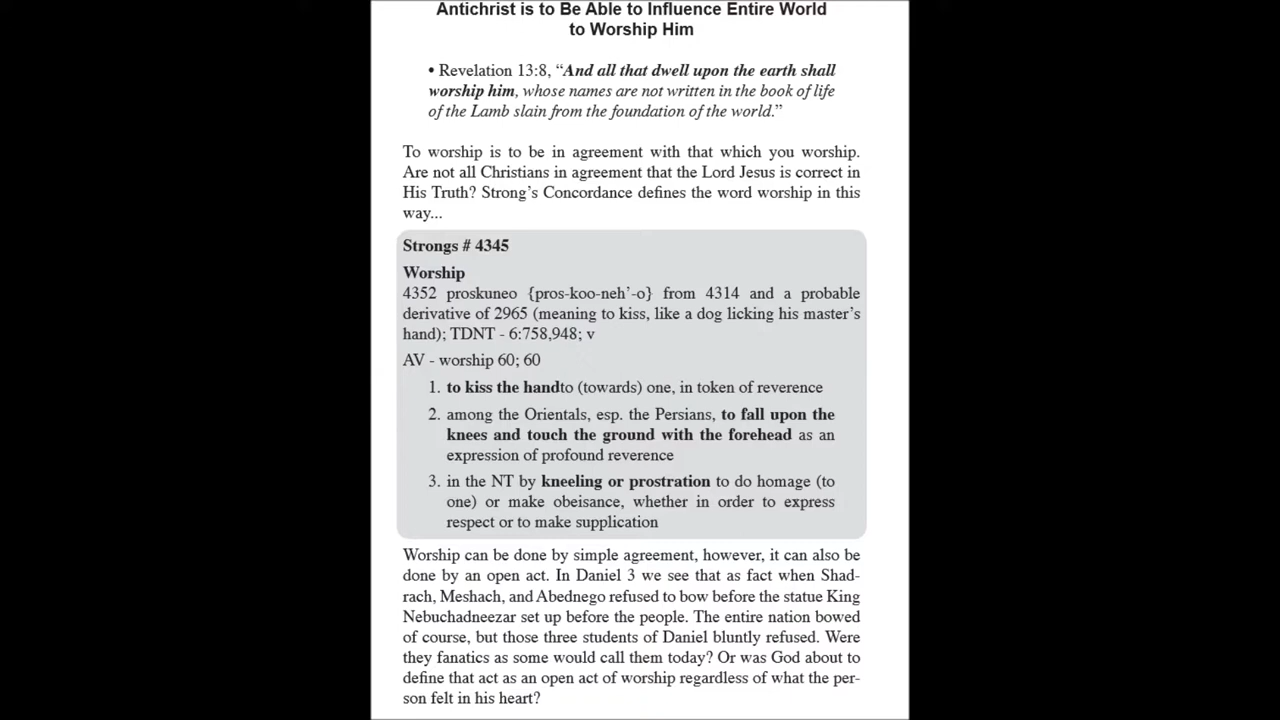 Antichrist is to Be Able to Influence Entire World
to Worship Him
• Revelation 13:8, “And all that dwell upon the earth shall
worship him, whose names are not written in the book of life
of the Lamb slain from the foundation of the world.”
To worship is to be in agreement with that which you worship.
Are not all Christians in agreement that the Lord Jesus is correct in
His Truth? Strong’s Concordance defines the word worship in this
way...
Strongs # 4345
Worship
4352 proskuneo {pros-koo-neh’-o} from 4314 and a probable
derivative of 2965 (meaning to kiss, like a dog licking his master’s
hand); TDNT - 6:758,948; v
AV - worship 60; 60
1. to kiss the handto (towards) one, in token of reverence
2. among the Orientals, esp. the Persians, to fall upon the
knees and touch the ground with the forehead as an
expression of profound reverence
3. in the NT by kneeling or prostration to do homage (to
one) or make obeisance, whether in order to express
respect or to make supplication
Worship can be done by simple agreement, however, it can also be
done by an open act. In Daniel 3 we see that as fact when Shad-
rach, Meshach, and Abednego refused to bow before the statue King
Nebuchadneezar set up before the people. The entire nation bowed
of course, but those three students of Daniel bluntly refused. Were
they fanatics as some would call them today? Or was God about to
define that act as an open act of worship regardless of what the per-
son felt in his heart?